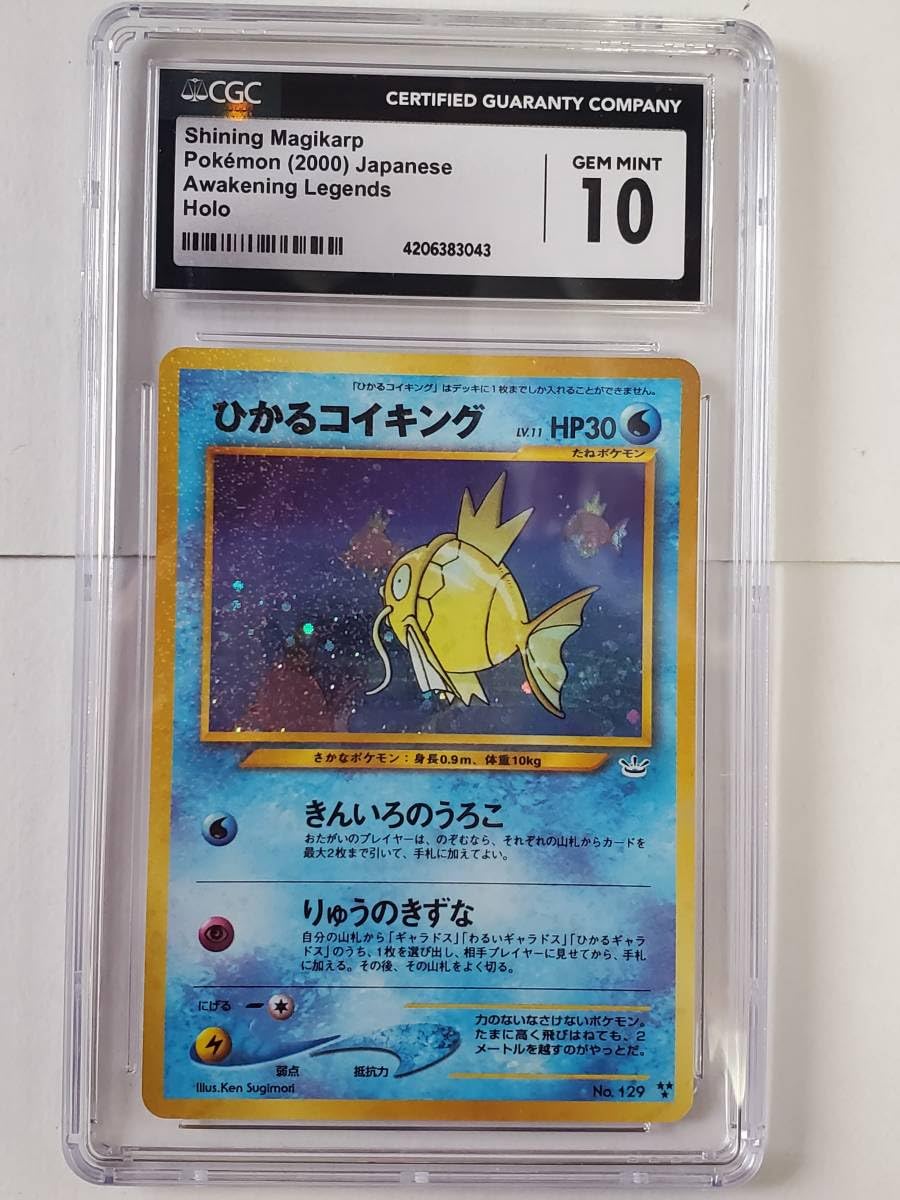 CGC
CERTIFIED GUARANTY COMPANY
Shining Magikarp
Pokémon (2000) Japanese
Awakening Legends
Holo
GEM MINT
10
4206383043
「ひかるコイキング」はデッキに1枚までしか入れることができません。
ひかるコイキング LV.11 HP30
たねポケモン
さかなポケモン：身長0.9m、体重10kg
きんいろのうろこ
おたがいのプレイヤーは、のぞむなら、それぞれの山札からカードを
最大2枚まで引いて、手札に加えてよい。
りゅうのきずな
自分の山札から「ギャラドス」「わるいギャラドス」「ひかるギャラ
ドス」のうち、1枚を選び出し、相手プレイヤーに見せてから、手札
に加える。その後、その山札をよく切る。
にげる
力のないなさけないポケモン。
たまに高く飛びはねても、2
メートルを越すのがやっとだ。
弱点
抵抗力
Illus.Ken Sugimori
No. 129